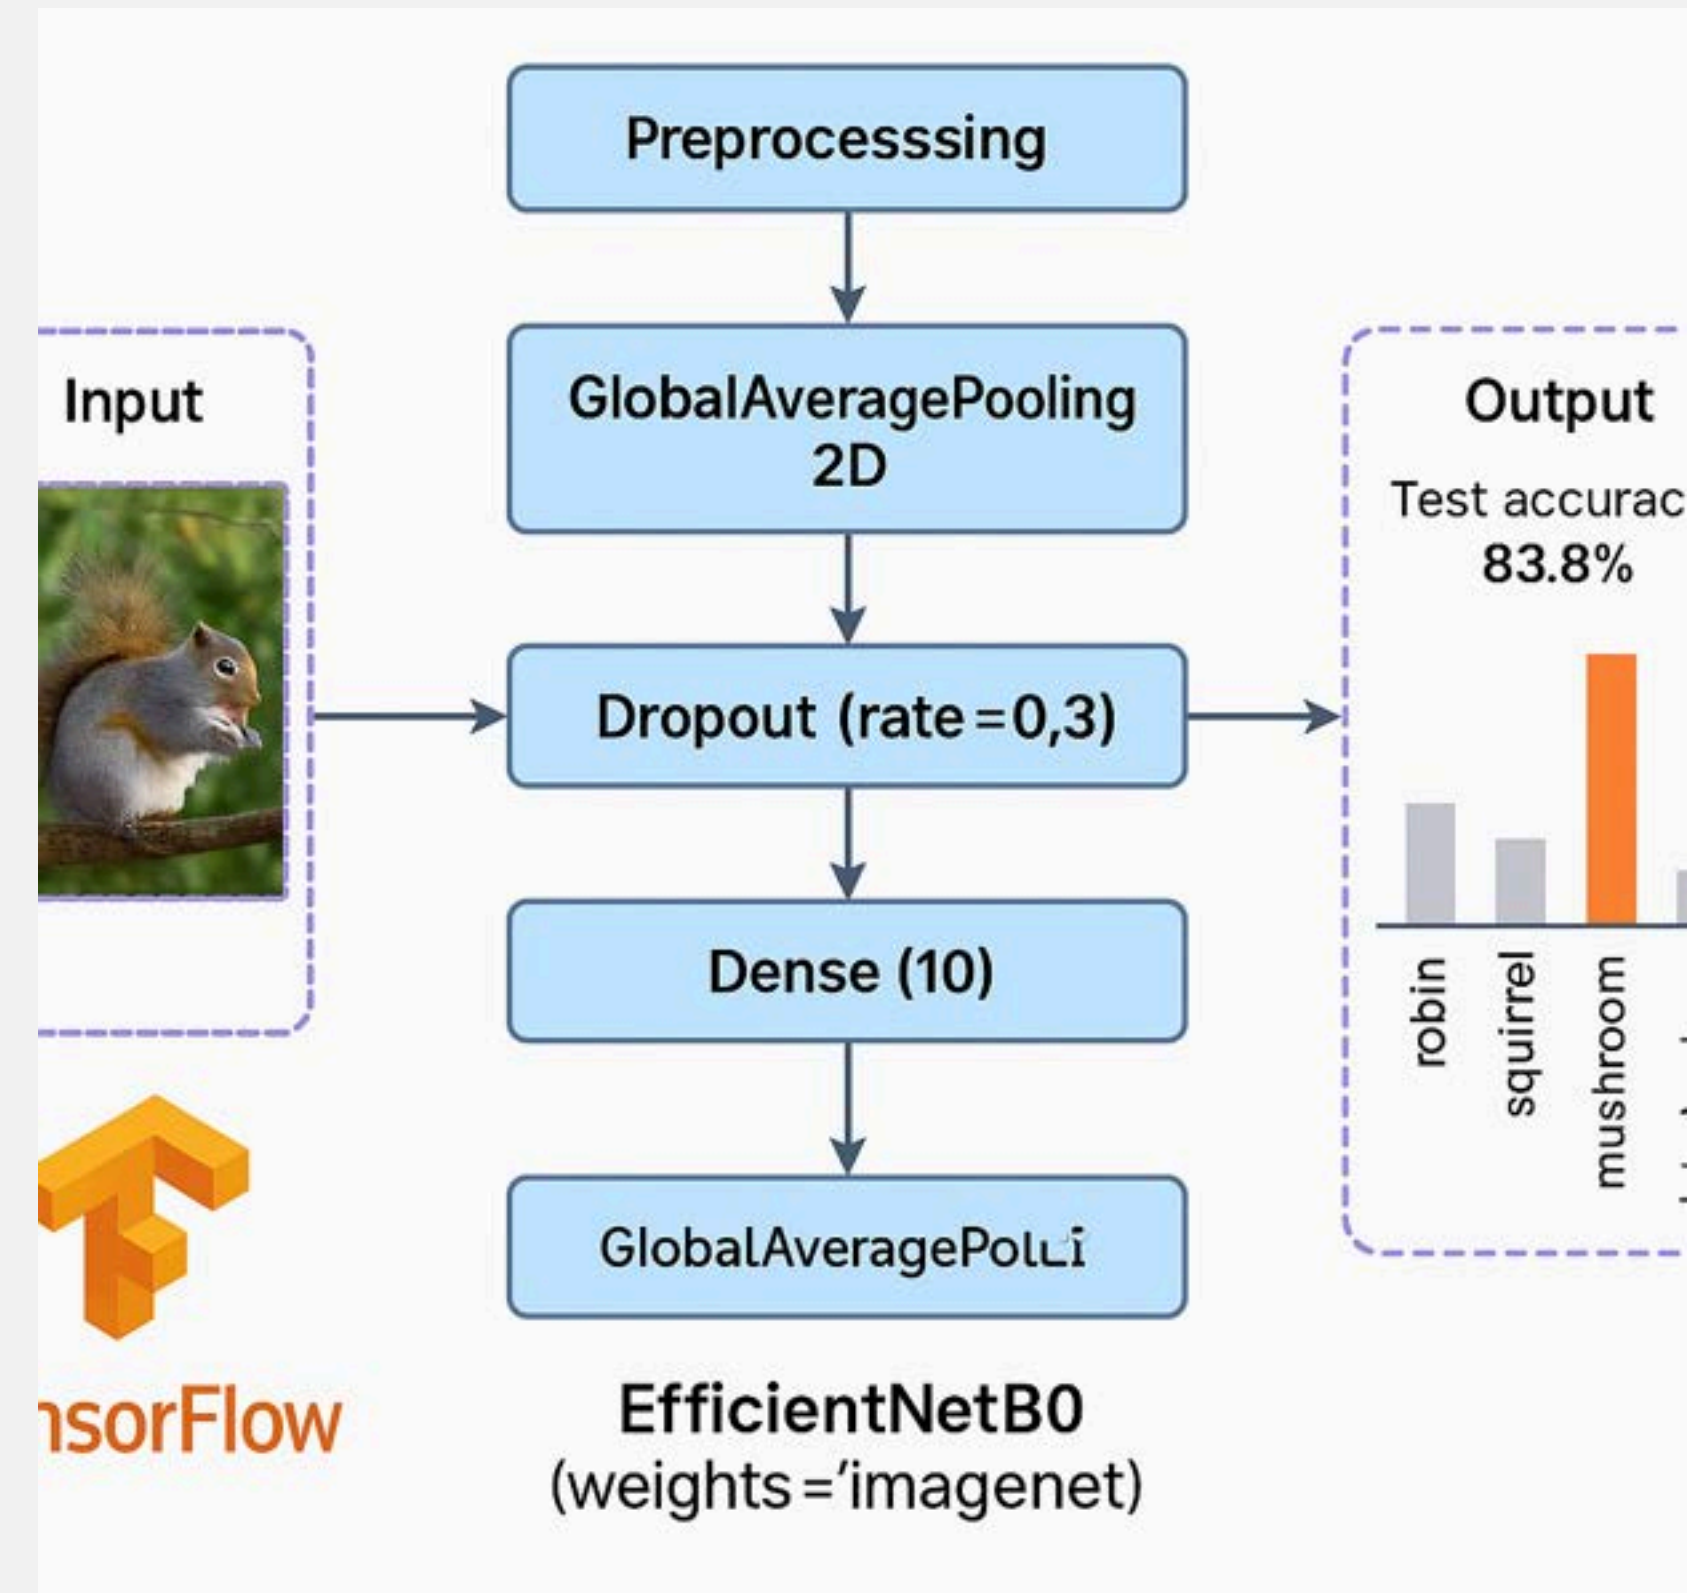 Preprocesssing
GlobalAveragePooling
2D
Input
Output
Test accurac
83.8%
Dropout (rate=0,3)
Dense (10)
robin
squirrel
mushroom
nsorFlow
EfficientNetB0
(weights='imagenet)